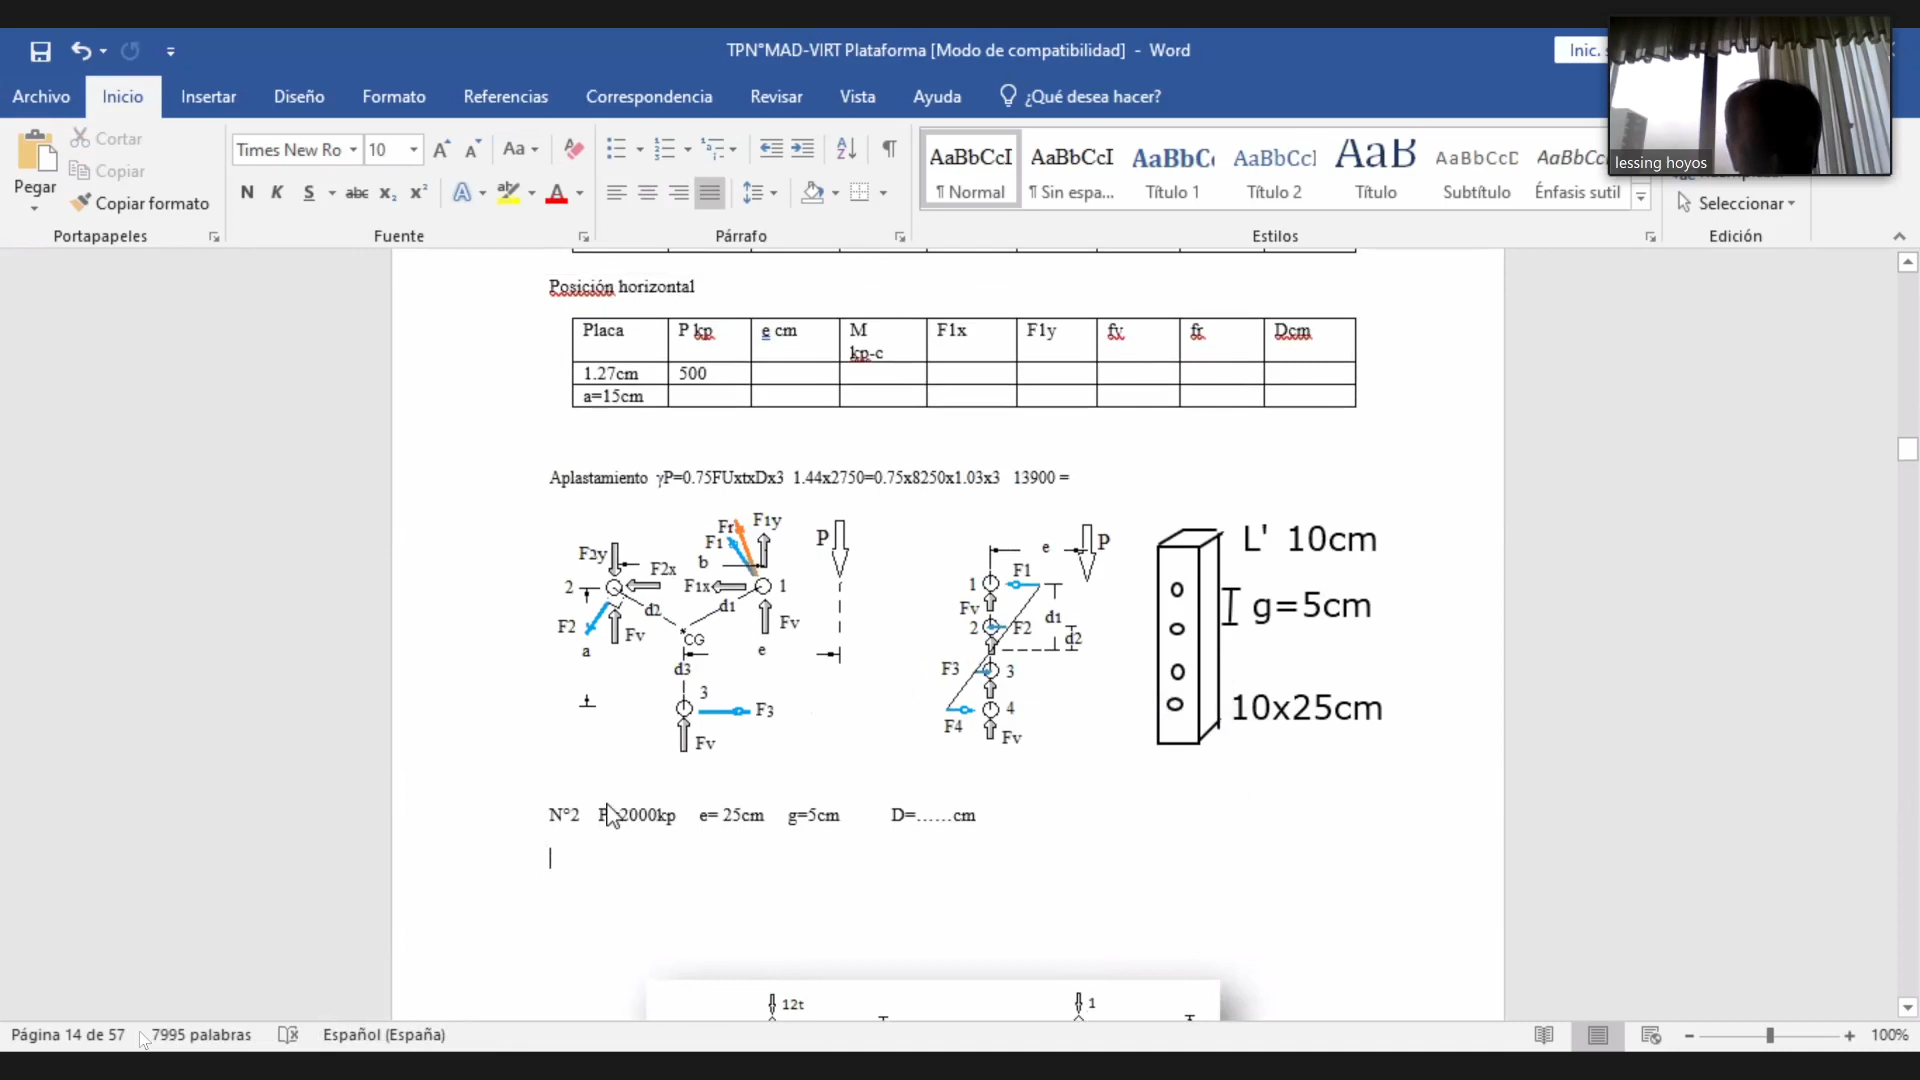 TPN°MAD-VIRT Plataforma [Modo de compatibilidad] - Word
Inic.
Archivo Inicio Insertar Diseño Formato Referencias Correspondencia Revisar Vista Ayuda ¿Qué desea hacer?
lessing hoyos
Pegar
Cortar
Copiar
Copiar formato
Portapapeles
Times New Ro 10
Aa
N K S abc x₂ x² A A
Fuente
Párrafo
AaBbCcI AaBbCcI AaBbC AaBbCcI AaB AaBbCcD AaBbCc
¶ Normal ¶ Sin espa... Título 1 Título 2 Título Subtítulo Énfasis sutil
Estilos
Seleccionar
Edición
Posición horizontal
Placa P kp e cm M kp-c F1x F1y fv fr Dcm
1.27cm 500
a=15cm
Aplastamiento γP=0.75FUxtxDx3 1.44x2750=0.75x8250x1.03x3 13900 =
Fr F1y
F1
P
F2y
b
F2x
F1x
1
2
d2
d1
F2
Fv
CG
Fv
a
e
d3
3
F3
Fv
e
P
1
F1
Fv
d1
2
F2
d2
F3
3
4
F4
Fv
L' 10cm
g=5cm
10x25cm
N°2 2000kp e= 25cm g=5cm D=......cm
12t
1
Página 14 de 57 7995 palabras Español (España) 100%